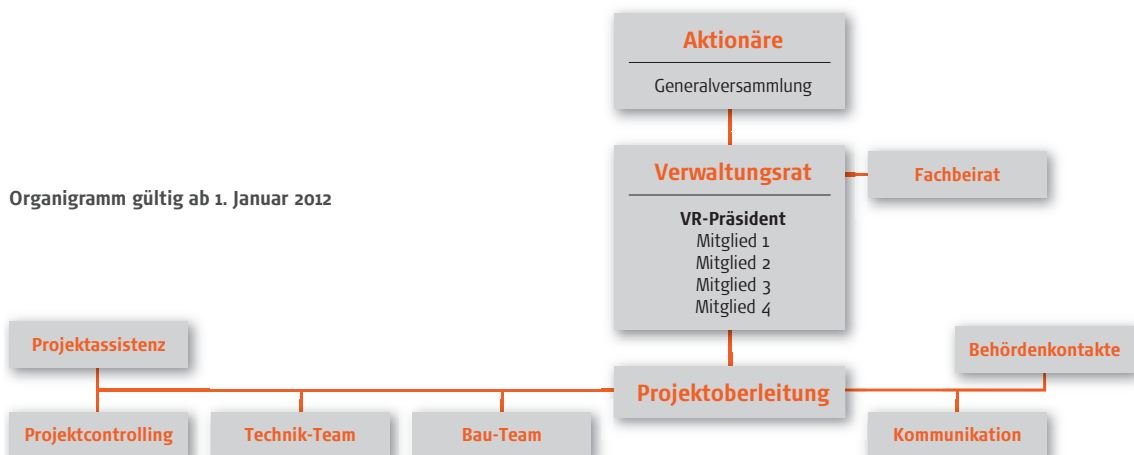 Aktionäre
Generalversammlung
Verwaltungsrat
Fachbeirat
Organigramm gültig ab 1. Januar 2012
VR-Präsident
Mitglied 1
Mitglied 2
Mitglied 3
Mitglied 4
Projektassistenz
Behördenkontakte
Projektoberleitung
Projektcontrolling
Technik-Team
Bau-Team
Kommunikation